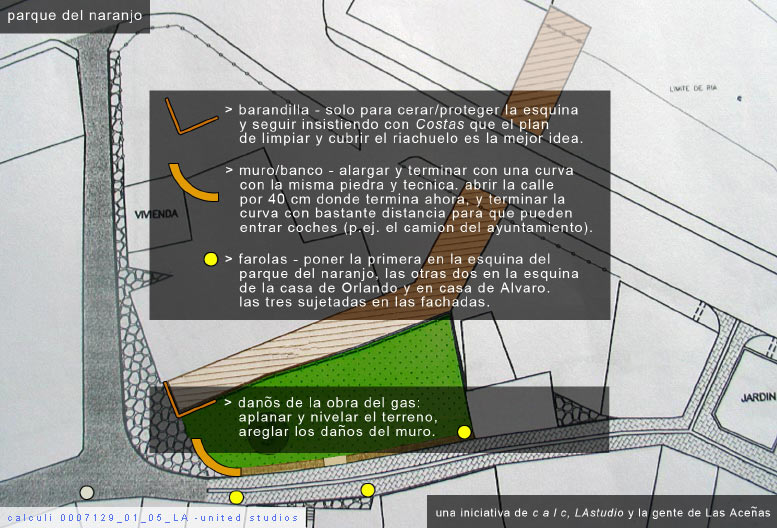 parque del naranjo
LIMITE DE RIA
> barandilla - solo para cerar/proteger la esquina
y seguir insistiendo con Costas que el plan
de limpiar y cubrir el riachuelo es la mejor idea.
> muro/banco - alargar y terminar con una curva
con la misma piedra y tecnica. abrir la calle
por 40 cm donde termina ahora, y terminar la
curva con bastante distancia para que pueden
entrar coches (p.ej. el camion del ayuntamiento).
VIVIENDA
> farolas - poner la primera en la esquina del
parque del naranjo, las otras dos en la esquina
de la casa de Orlando y en casa de Alvaro.
las tres sujetadas en las fachadas.
> danõs de la obra del gas:
aplanar y nivelar el terreno,
areglar los daños del muro.
JARDIN
calculi 0007129_01_05_LA -united studios
una iniciativa de c a l c, LAstudio y la gente de Las Aceñas